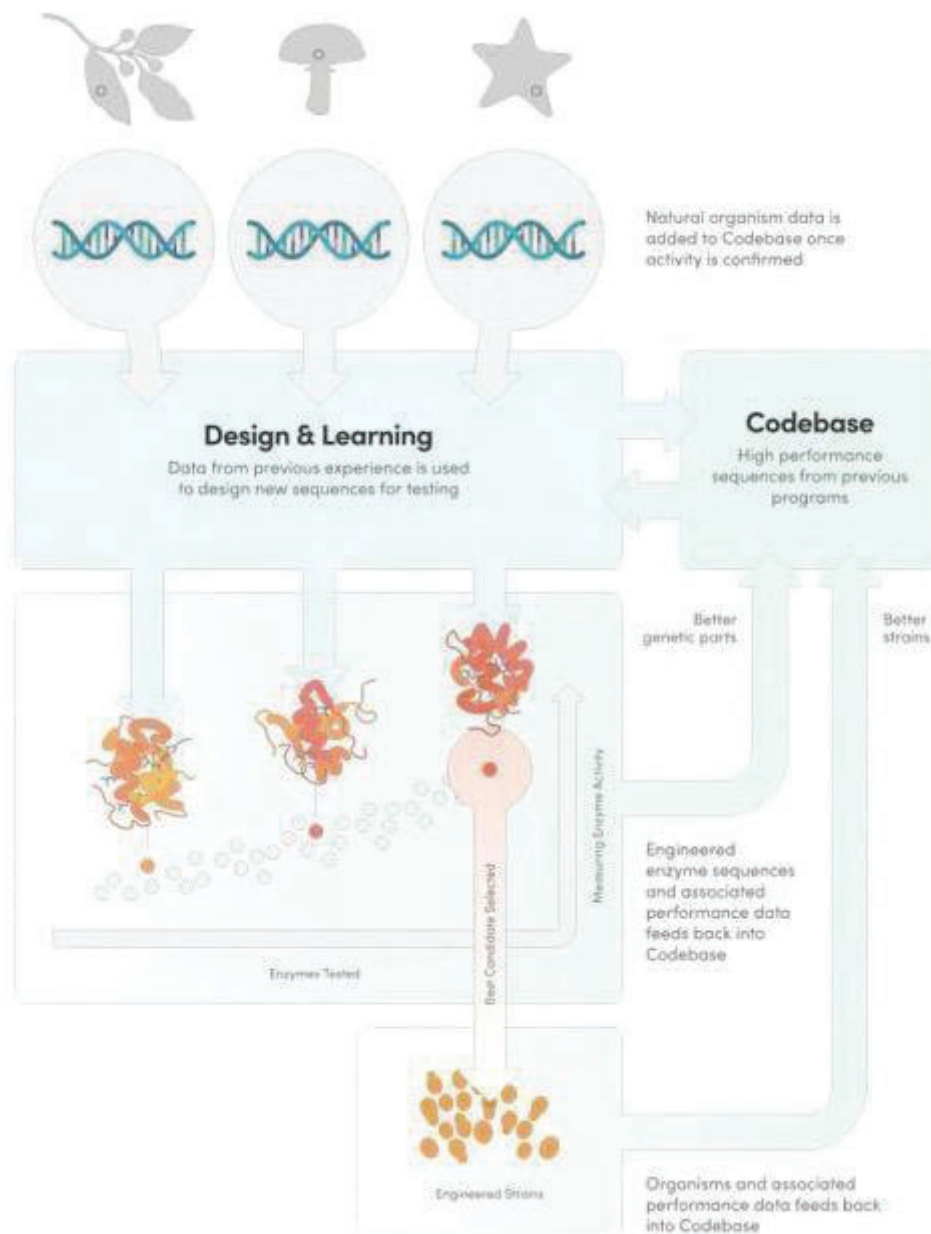 Natural organism data is
added to Codebase once
activity is confirmed
Design & Learning
Data from previous experience is used
to design new sequences for testing
Codebase
High performance
sequences from previous
programs
Better
genetic parts
Better
strains
Measuring Enzyme Activity
Best Candidate Selected
Enzymes Tested
Engineered
enzyme sequences
and associated
performance data
feeds back into
Codebase
Engineered Strains
Organisms and associated
performance data feeds back
into Codebase